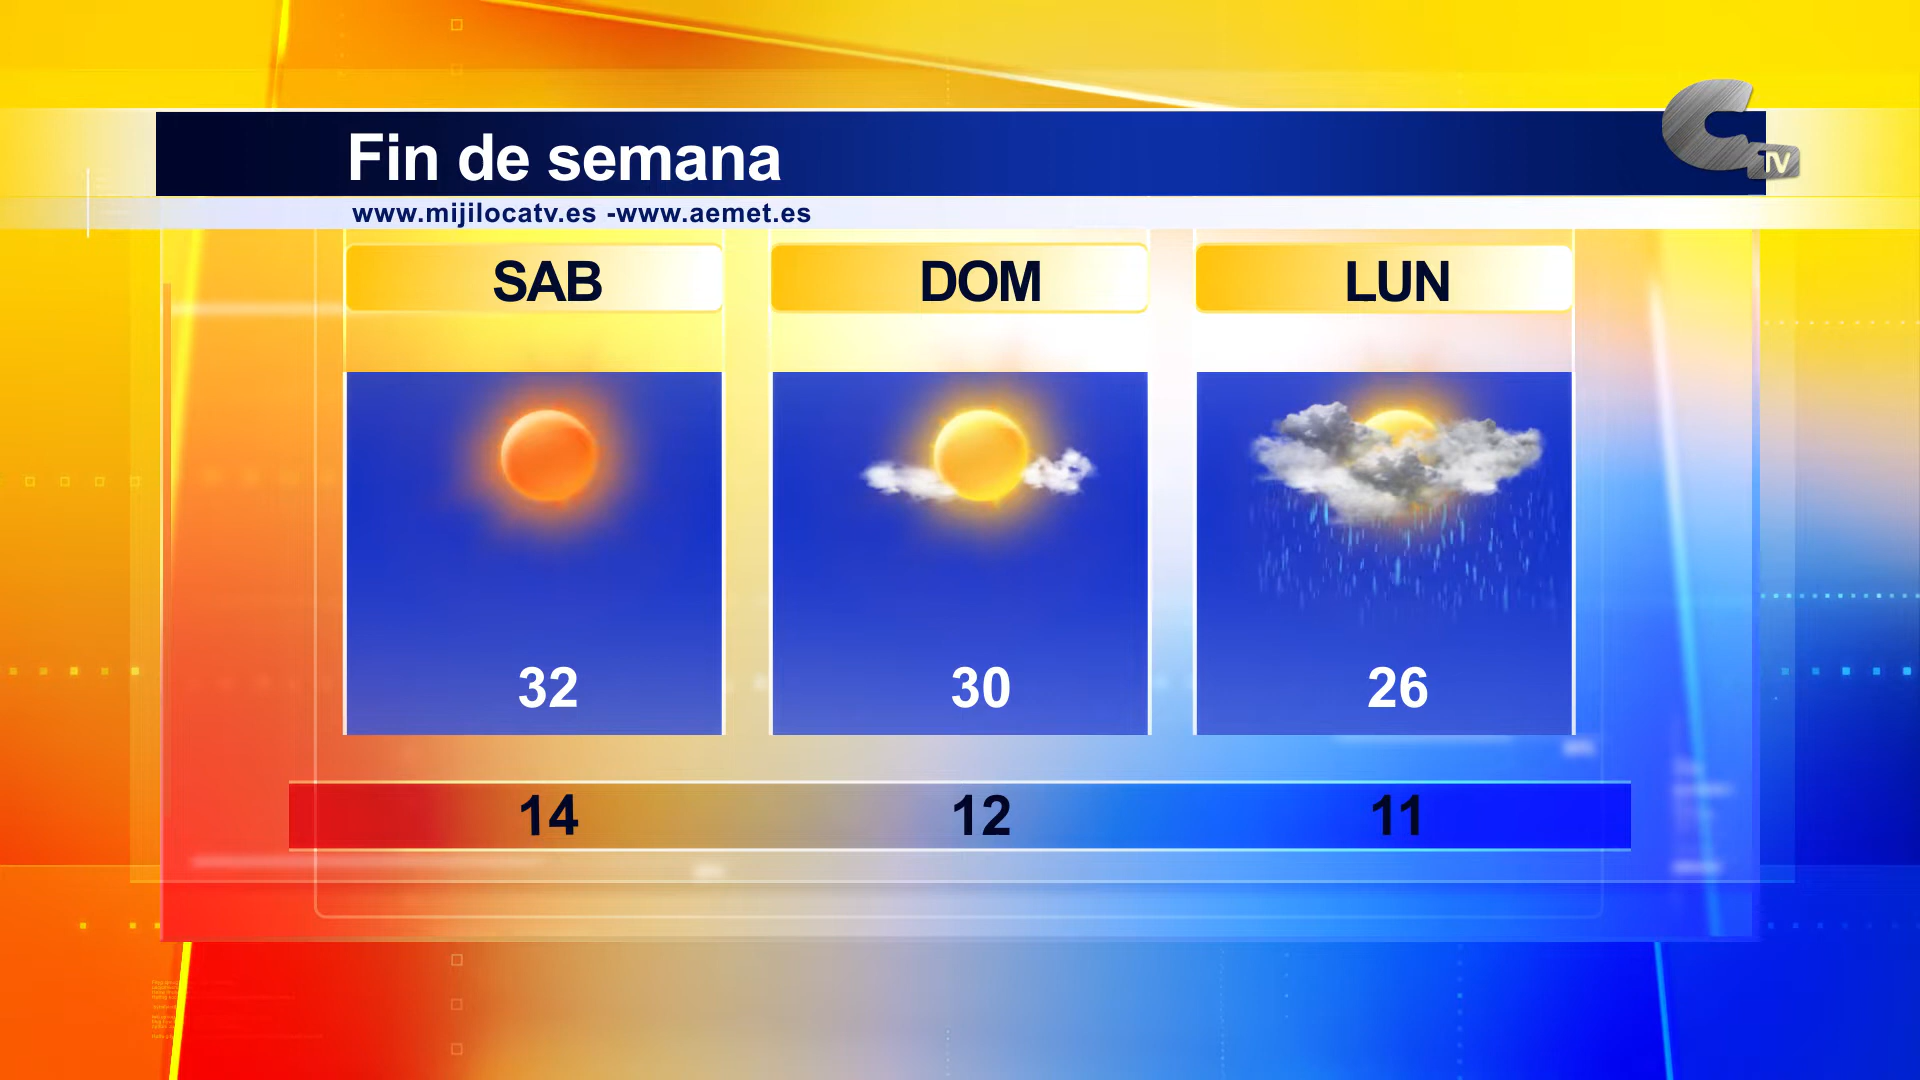 Fin de semana
www.mijilocatv.es -www.aemet.es
SAB DOM LUN
32 30 26
14 12 11
TV